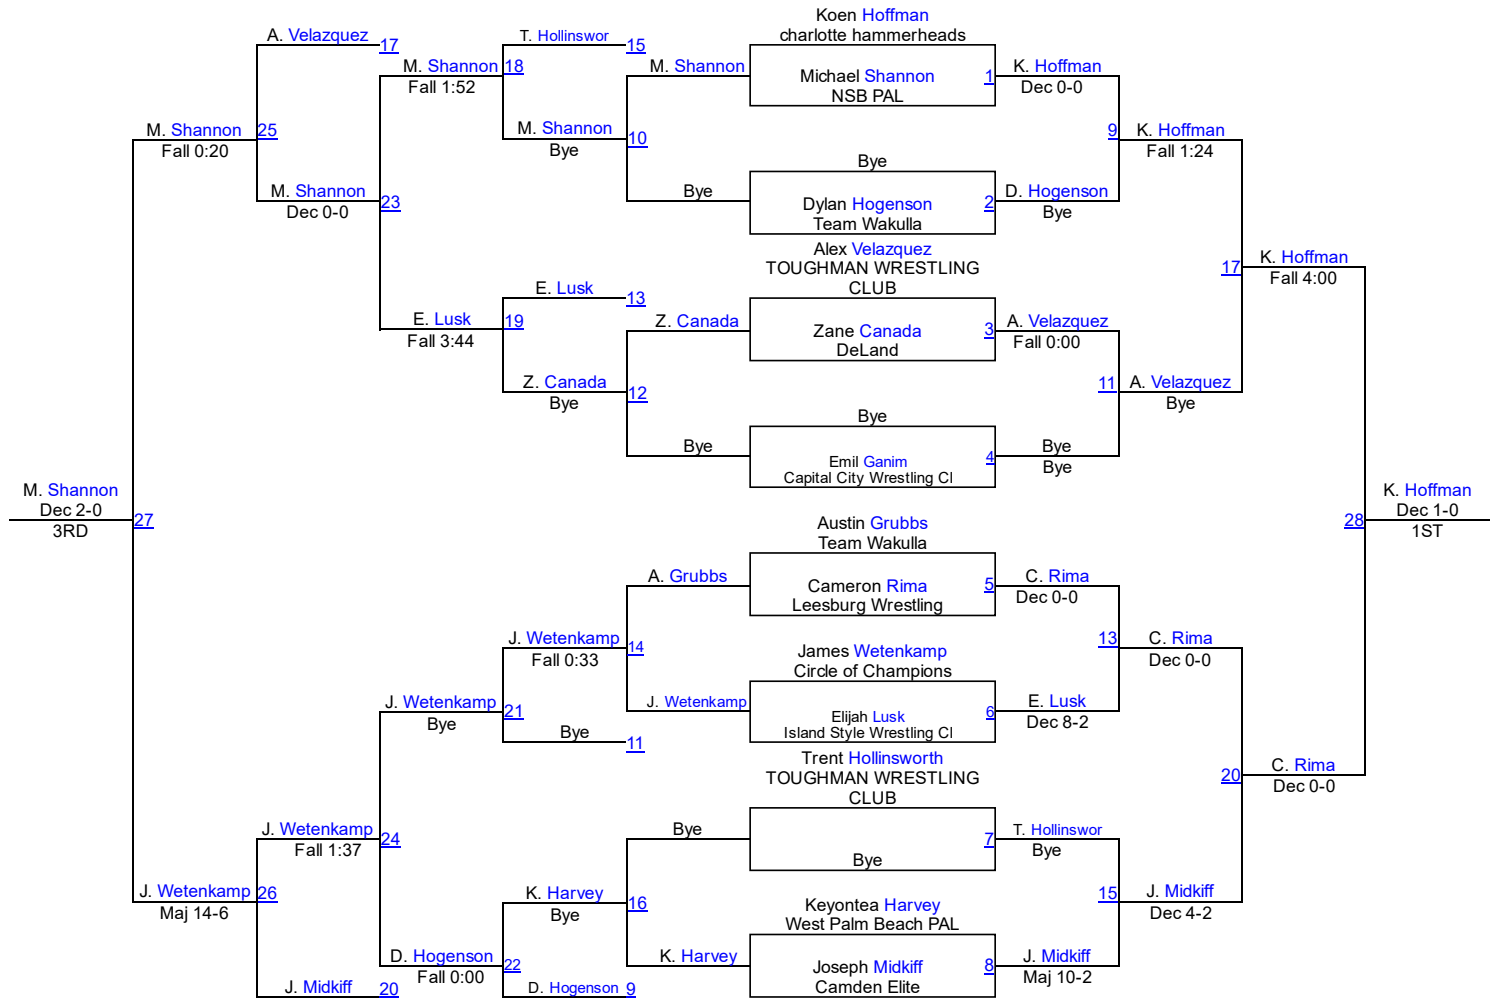 Koen Hoffman
charlotte hammerheads
A. Velazquez
17
T. Hollinswor
15
M. Shannon
18
Fall 1:52
M. Shannon
Michael Shannon
NSB PAL
1
K. Hoffman
Dec 0-0
M. Shannon
25
Fall 0:20
M. Shannon
Bye
10
9
K. Hoffman
Fall 1:24
Bye
M. Shannon
Dec 0-0
23
Bye
Dylan Hogenson
Team Wakulla
2
D. Hogenson
Bye
Alex Velazquez
TOUGHMAN WRESTLING
CLUB
17
K. Hoffman
Fall 4:00
E. Lusk
13
E. Lusk
Fall 3:44
19
Z. Canada
Zane Canada
DeLand
3
A. Velazquez
Fall 0:00
Z. Canada
Bye
12
11
A. Velazquez
Bye
Bye
Bye
Emil Ganim
Capital City Wrestling Cl
4
Bye
Bye
M. Shannon
Dec 2-0
3RD
27
K. Hoffman
Dec 1-0
1ST
28
Austin Grubbs
Team Wakulla
A. Grubbs
Cameron Rima
Leesburg Wrestling
5
C. Rima
Dec 0-0
J. Wetenkamp
Fall 0:33
14
13
C. Rima
Dec 0-0
James Wetenkamp
Circle of Champions
J. Wetenkamp
Bye
21
J. Wetenkamp
Elijah Lusk
Island Style Wrestling Cl
6
E. Lusk
Dec 8-2
Bye
11
Trent Hollinsworth
TOUGHMAN WRESTLING
CLUB
20
C. Rima
Dec 0-0
J. Wetenkamp
Fall 1:37
24
Bye
Bye
7
T. Hollinswor
Bye
J. Wetenkamp
Maj 14-6
26
K. Harvey
Bye
16
15
J. Midkiff
Dec 4-2
Keyontea Harvey
West Palm Beach PAL
D. Hogenson
Fall 0:00
22
K. Harvey
Joseph Midkiff
Camden Elite
8
J. Midkiff
Maj 10-2
J. Midkiff
20
D. Hogenson
9